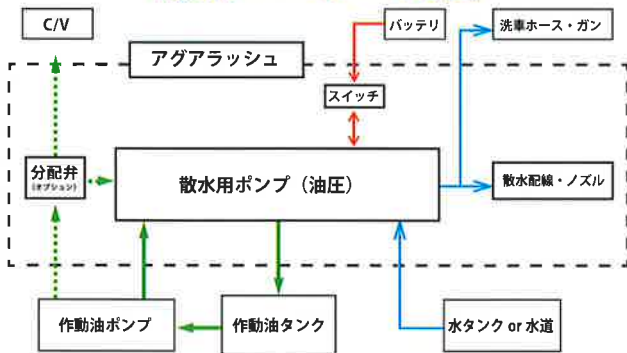 C/V
バッテリ
洗車ホース・ガン
アグアラッシュ
スイッチ
分配弁
(オプション)
散水用ポンプ（油圧）
散水配線・ノズル
作動油ポンプ
作動油タンク
水タンク or 水道